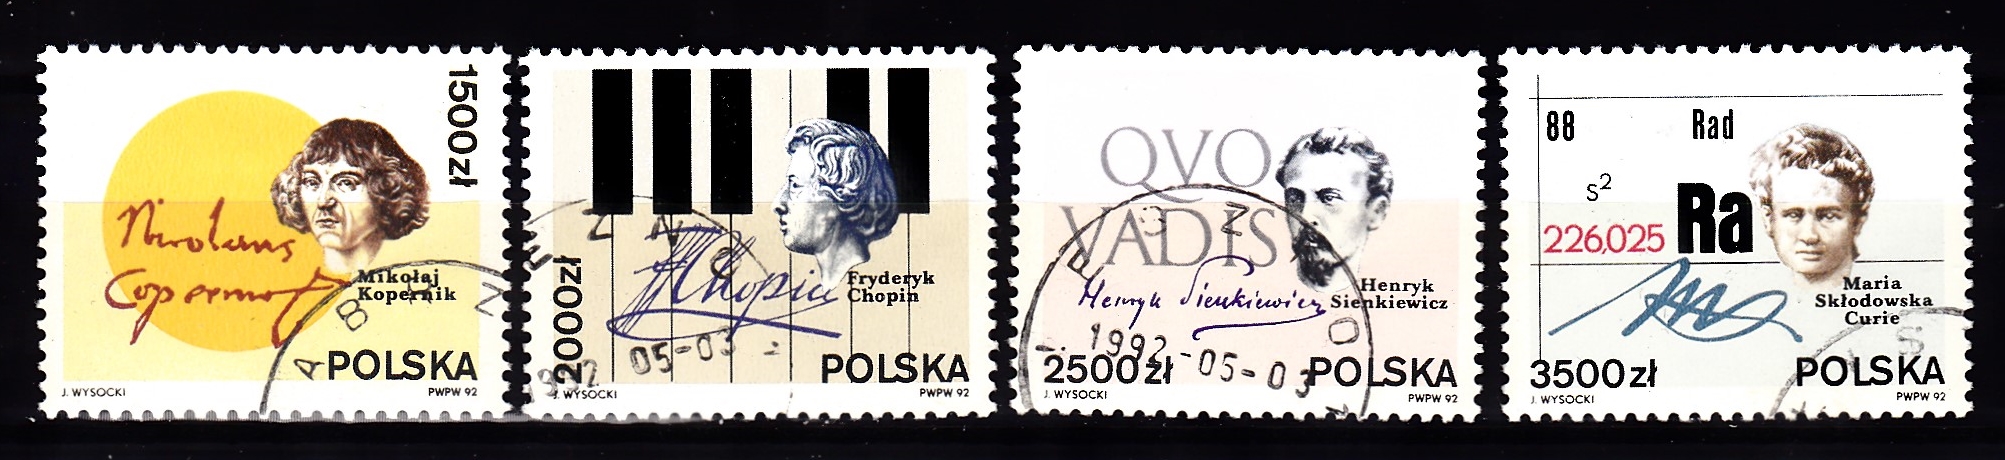 1500zł
Nicolaus
Copernicus
Mikołaj
Kopernik
POLSKA
J. WYSOCKI
PWPW 92
2000zł
Chopin
Fryderyk
Chopin
05-03
POLSKA
J. WYSOCKI
PWPW 92
QVO
VADIS
Henryk Sienkiewicz
Henryk
Sienkiewicz
1992-05-03
2500zł
POLSKA
J. WYSOCKI
PWPW 92
88
Rad
s²
Ra
226,025
Maria
Skłodowska
Curie
3500zł
POLSKA
J. WYSOCKI
PWPW 92